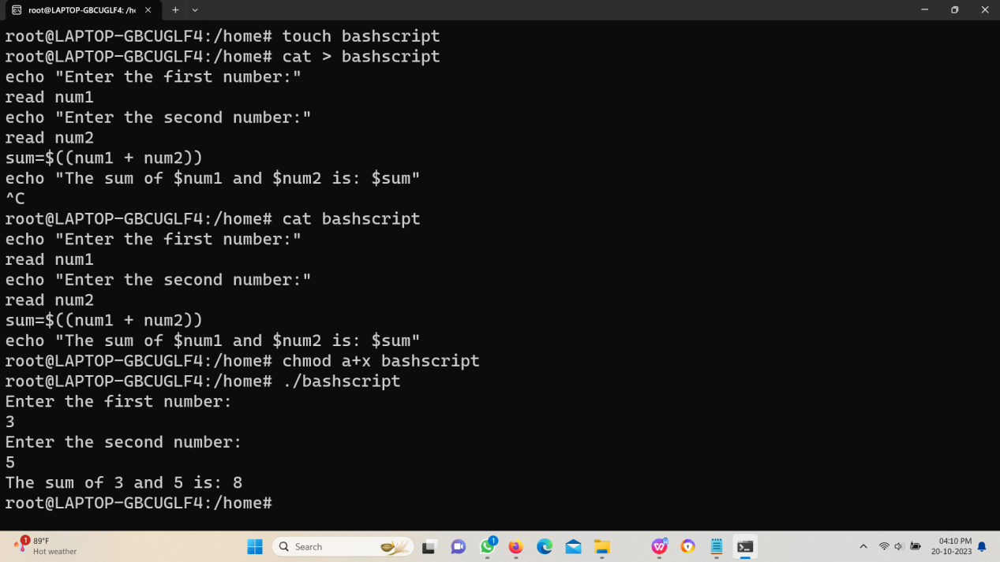 root@LAPTOP-GBCUGLF4: /h
root@LAPTOP-GBCUGLF4:/home# touch bashscript
root@LAPTOP-GBCUGLF4:/home# cat > bashscript
echo "Enter the first number:"
read num1
echo "Enter the second number:"
read num2
sum=$((num1 + num2))
echo "The sum of $num1 and $num2 is: $sum"
^C
root@LAPTOP-GBCUGLF4:/home# cat bashscript
echo "Enter the first number:"
read num1
echo "Enter the second number:"
read num2
sum=$((num1 + num2))
echo "The sum of $num1 and $num2 is: $sum"
root@LAPTOP-GBCUGLF4:/home# chmod a+x bashscript
root@LAPTOP-GBCUGLF4:/home# ./bashscript
Enter the first number:
3
Enter the second number:
5
The sum of 3 and 5 is: 8
root@LAPTOP-GBCUGLF4:/home#
1
89°F
Hot weather
Search
1
04:10 PM
20-10-2023